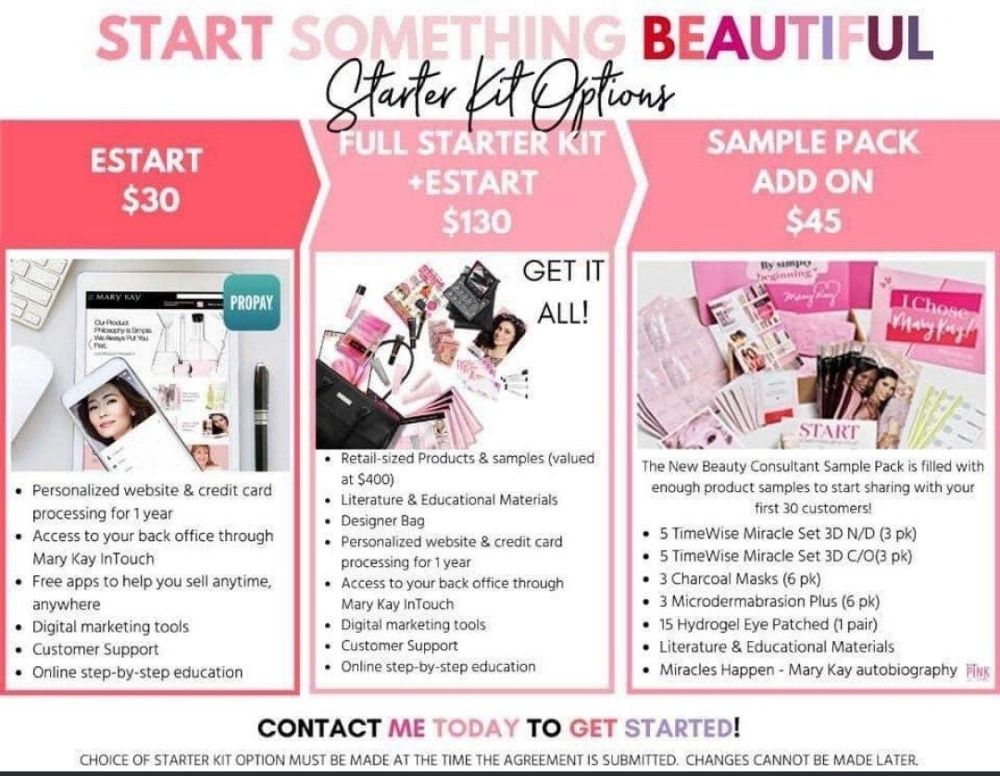 START SOMETHING BEAUTIFUL
Starter Kit Options
ESTART
$30
PROPAY
MARY KAY
Our Product
Philosophy is Simple.
We Always Put You
First.
• Personalized website & credit card
processing for 1 year
• Access to your back office through
Mary Kay InTouch
• Free apps to help you sell anytime,
anywhere
• Digital marketing tools
• Customer Support
• Online step-by-step education
FULL STARTER KIT
+ESTART
$130
GET IT
ALL!
• Retail-sized Products & samples (valued
at $400)
• Literature & Educational Materials
• Designer Bag
• Personalized website & credit card
processing for 1 year
• Access to your back office through
Mary Kay InTouch
• Digital marketing tools
• Customer Support
• Online step-by-step education
SAMPLE PACK
ADD ON
$45
By simply
beginning.
Mary Kay
I Chose
Mary Kay!
START
The New Beauty Consultant Sample Pack is filled with
enough product samples to start sharing with your
first 30 customers!
• 5 TimeWise Miracle Set 3D N/D (3 pk)
• 5 TimeWise Miracle Set 3D C/O(3 pk)
• 3 Charcoal Masks (6 pk)
• 3 Microdermabrasion Plus (6 pk)
• 15 Hydrogel Eye Patched (1 pair)
• Literature & Educational Materials
• Miracles Happen - Mary Kay autobiography
PINK
CONTACT ME TODAY TO GET STARTED!
CHOICE OF STARTER KIT OPTION MUST BE MADE AT THE TIME THE AGREEMENT IS SUBMITTED. CHANGES CANNOT BE MADE LATER.